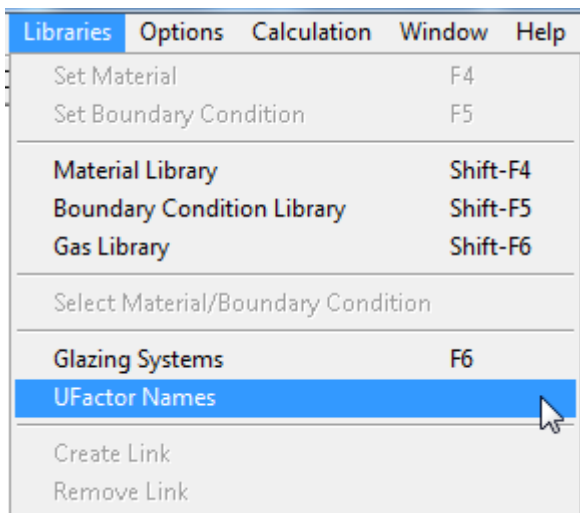 Libraries Options Calculation Window Help
Set Material F4
Set Boundary Condition F5
Material Library Shift-F4
Boundary Condition Library Shift-F5
Gas Library Shift-F6
Select Material/Boundary Condition
Glazing Systems F6
UFactor Names
Create Link
Remove Link